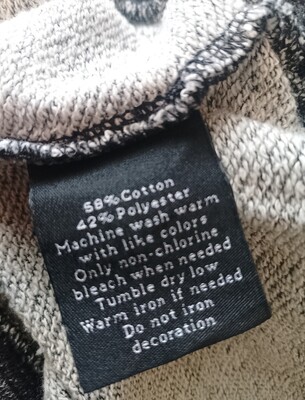 58%Cotton
42%Polyester
Machine wash warm
with like colors
Only non-chlorine
bleach when needed
Tumble dry low
Warm iron if needed
Do not iron
decoration